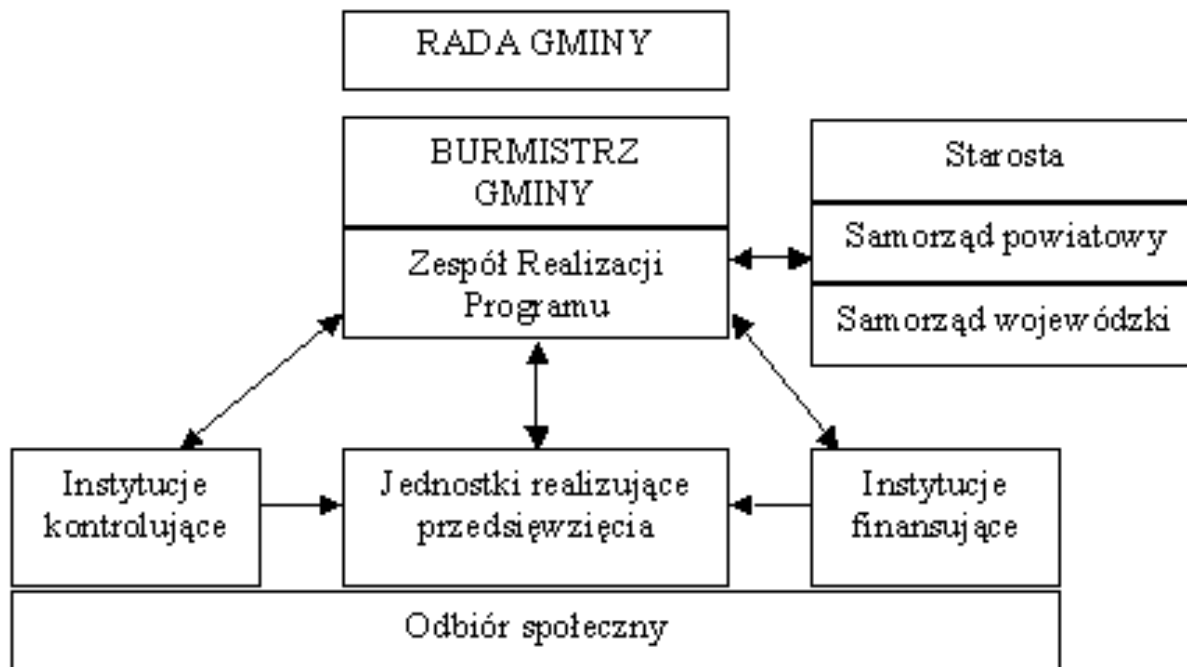 RADA GMINY
BURMISTRZ
GMINY
Zespół Realizacji
Programu
Starosta
Samorząd powiatowy
Samorząd wojewódzki
Instytucje
kontrolujące
Jednostki realizujące
przedsięwzięcia
Instytucje
finansujące
Odbiór społeczny